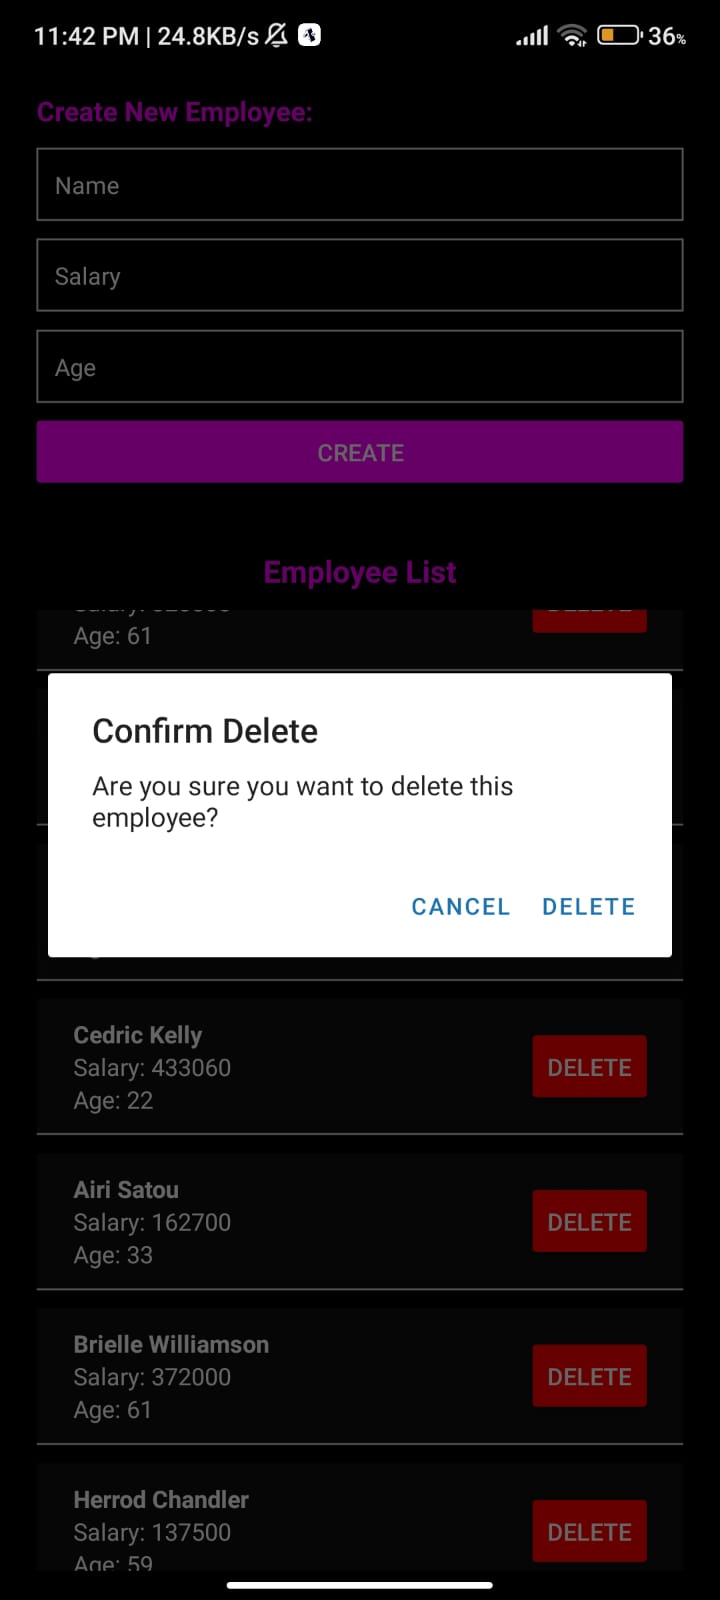 11:42 PM | 24.8KB/s 36%
Create New Employee:
Name
Salary
Age
CREATE
Employee List
Age: 61
Confirm Delete
Are you sure you want to delete this
employee?
CANCEL DELETE
Cedric Kelly
Salary: 433060
DELETE
Age: 22
Airi Satou
Salary: 162700
DELETE
Age: 33
Brielle Williamson
Salary: 372000
DELETE
Age: 61
Herrod Chandler
Salary: 137500
DELETE
Age: 59